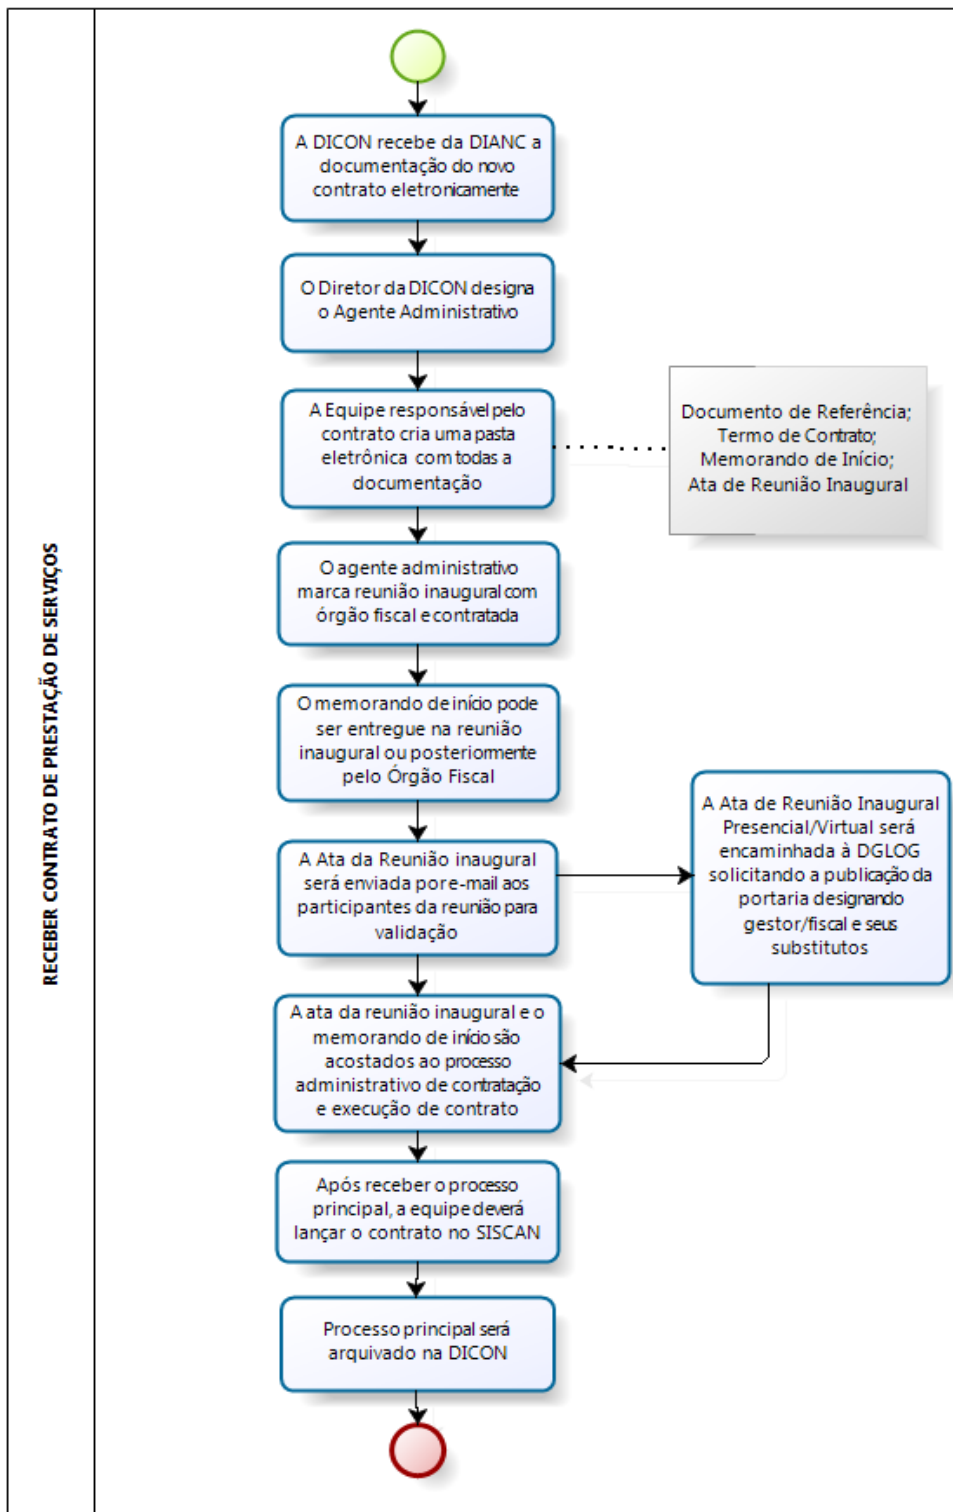 RECEBER CONTRATO DE PRESTAÇÃO DE SERVIÇOS
A DICON recebe da DIANC a
documentação do novo
contrato eletronicamente
O Diretor da DICON designa
o Agente Administrativo
A Equipe responsável pelo
contrato cria uma pasta
eletrônica com todas a
documentação
Documento de Referência;
Termo de Contrato;
Memorando de Início;
Ata de Reunião Inaugural
O agente administrativo
marca reunião inaugural com
órgão fiscal e contratada
O memorando de início pode
ser entregue na reunião
inaugural ou posteriormente
pelo Órgão Fiscal
A Ata da Reunião inaugural
será enviada por e-mail aos
participantes da reunião para
validação
A Ata de Reunião Inaugural
Presencial/Virtual será
encaminhada à DGLOG
solicitando a publicação da
portaria designando
gestor/fiscal e seus
substitutos
A ata da reunião inaugural e o
memorando de início são
acostados ao processo
administrativo de contratação
e execução de contrato
Após receber o processo
principal, a equipe deverá
lançar o contrato no SISCAN
Processo principal será
arquivado na DICON